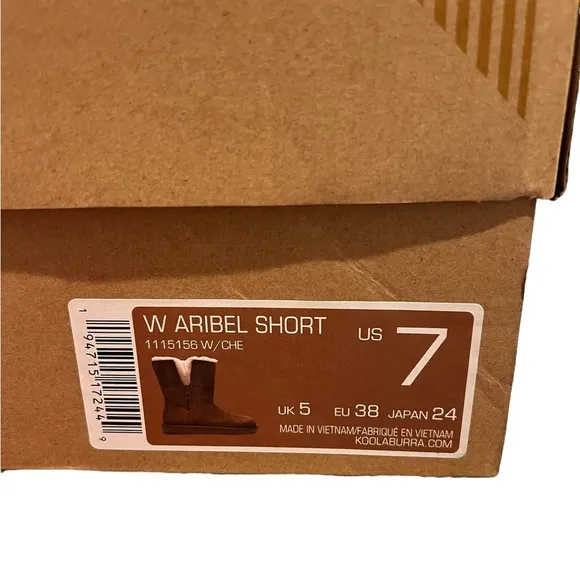 W ARIBEL SHORT
1115156 W/CHE
US 7
UK 5 EU 38 JAPAN 24
MADE IN VIETNAM/FABRIQUÉ EN VIETNAM
KOOLABURRA.COM
1 94715 17244 9